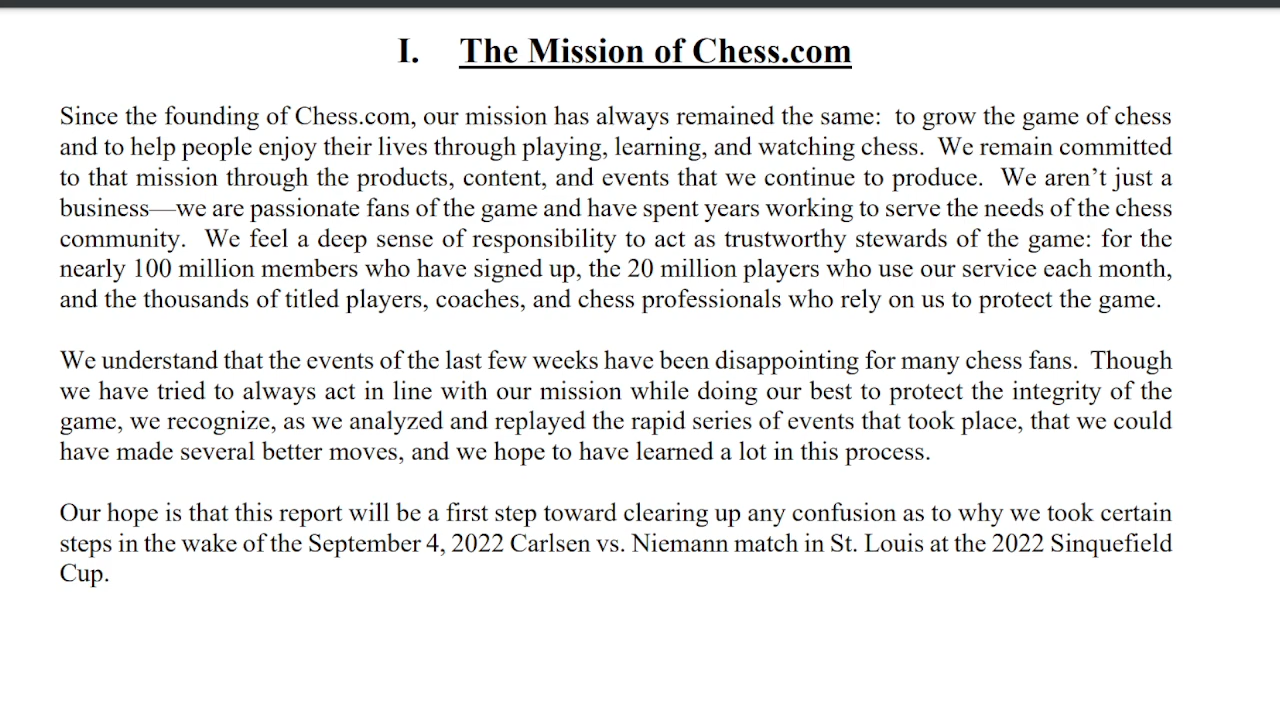 I. The Mission of Chess.com
Since the founding of Chess.com, our mission has always remained the same: to grow the game of chess
and to help people enjoy their lives through playing, learning, and watching chess. We remain committed
to that mission through the products, content, and events that we continue to produce. We aren’t just a
business—we are passionate fans of the game and have spent years working to serve the needs of the chess
community. We feel a deep sense of responsibility to act as trustworthy stewards of the game: for the
nearly 100 million members who have signed up, the 20 million players who use our service each month,
and the thousands of titled players, coaches, and chess professionals who rely on us to protect the game.
We understand that the events of the last few weeks have been disappointing for many chess fans. Though
we have tried to always act in line with our mission while doing our best to protect the integrity of the
game, we recognize, as we analyzed and replayed the rapid series of events that took place, that we could
have made several better moves, and we hope to have learned a lot in this process.
Our hope is that this report will be a first step toward clearing up any confusion as to why we took certain
steps in the wake of the September 4, 2022 Carlsen vs. Niemann match in St. Louis at the 2022 Sinquefield
Cup.